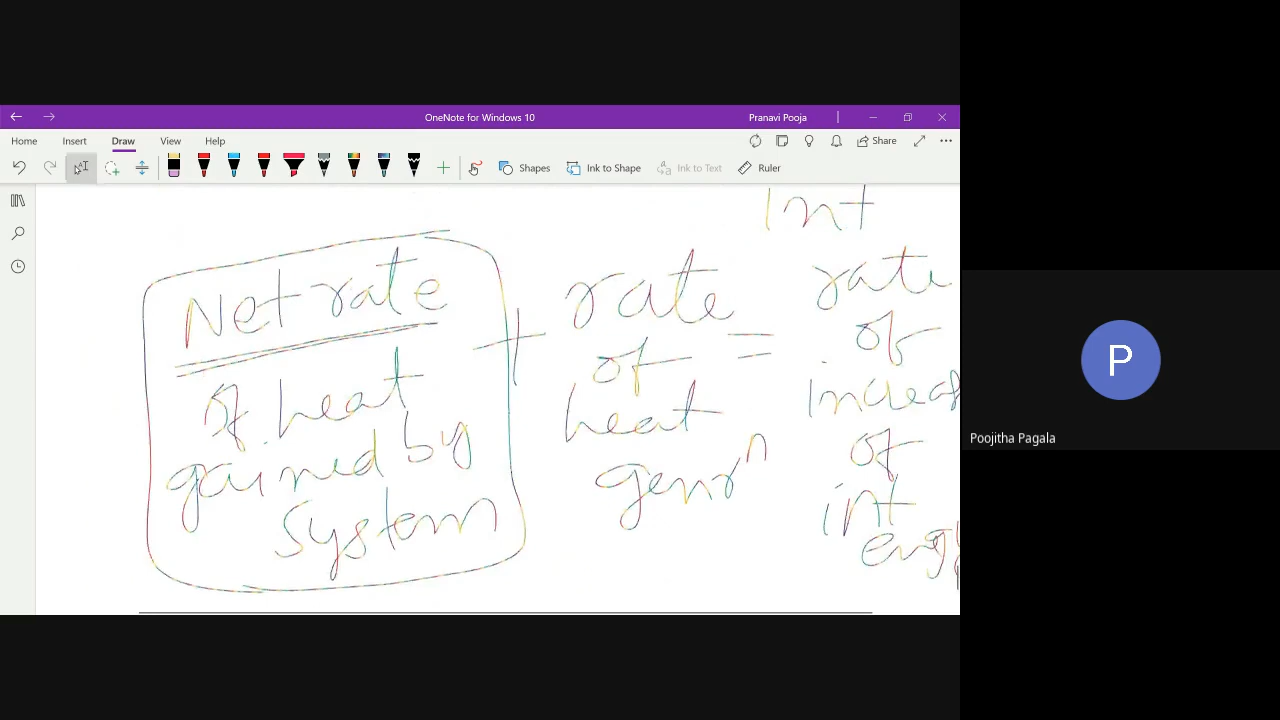 OneNote for Windows 10
Pranavi Pooja
Home Insert Draw View Help
Share
Shapes Ink to Shape Ink to Text Ruler
Int
Net rate + rate = rate
of heat of of
gained by heat increas
system genrⁿ of
int
engy
P
Poojitha Pagala